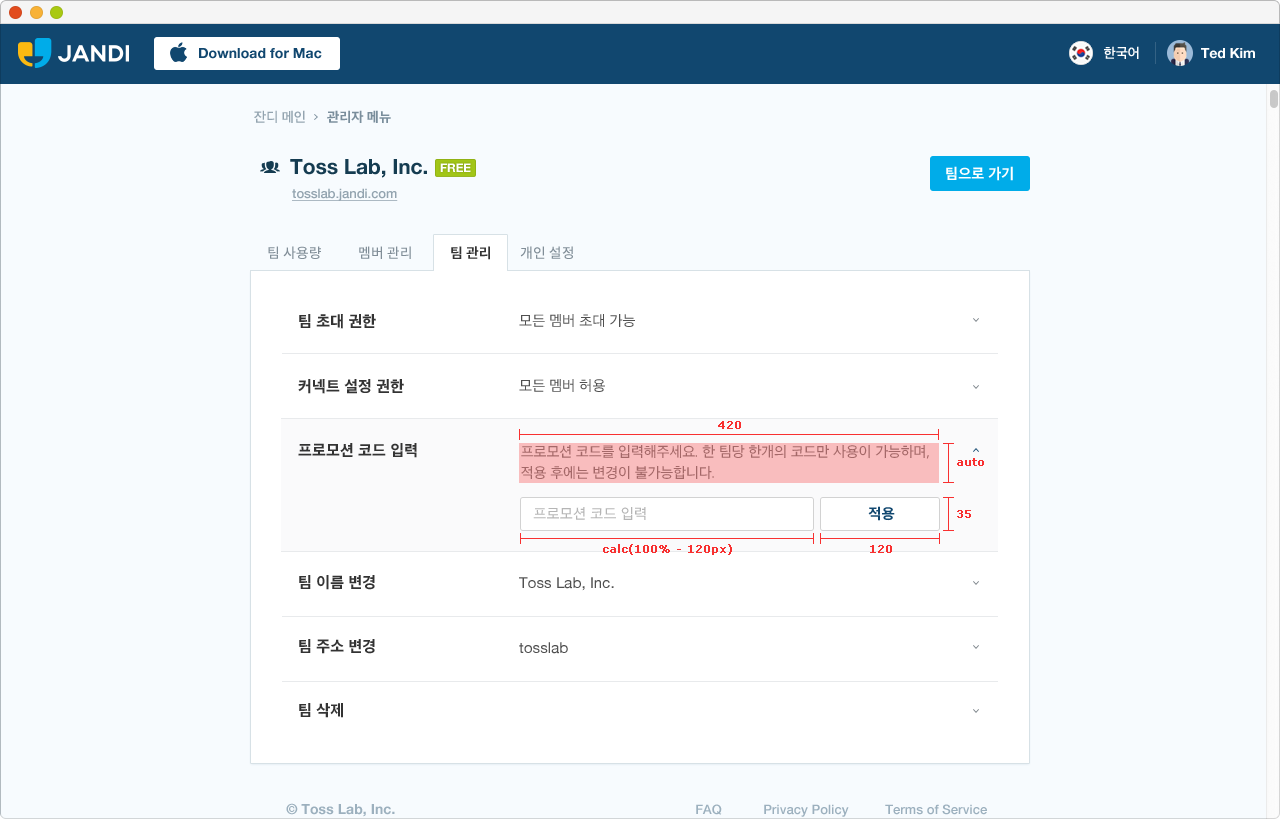 JANDI
Download for Mac
한국어
Ted Kim
잔디 메인 › 관리자 메뉴
Toss Lab, Inc. FREE
tosslab.jandi.com
팀으로 가기
팀 사용량
멤버 관리
팀 관리
개인 설정
팀 초대 권한
모든 멤버 초대 가능
커넥트 설정 권한
모든 멤버 허용
420
프로모션 코드 입력
프로모션 코드를 입력해주세요. 한 팀당 한개의 코드만 사용이 가능하며,
적용 후에는 변경이 불가능합니다.
auto
프로모션 코드 입력
적용
35
calc(100% - 120px)
120
팀 이름 변경
Toss Lab, Inc.
팀 주소 변경
tosslab
팀 삭제
© Toss Lab, Inc.
FAQ
Privacy Policy
Terms of Service